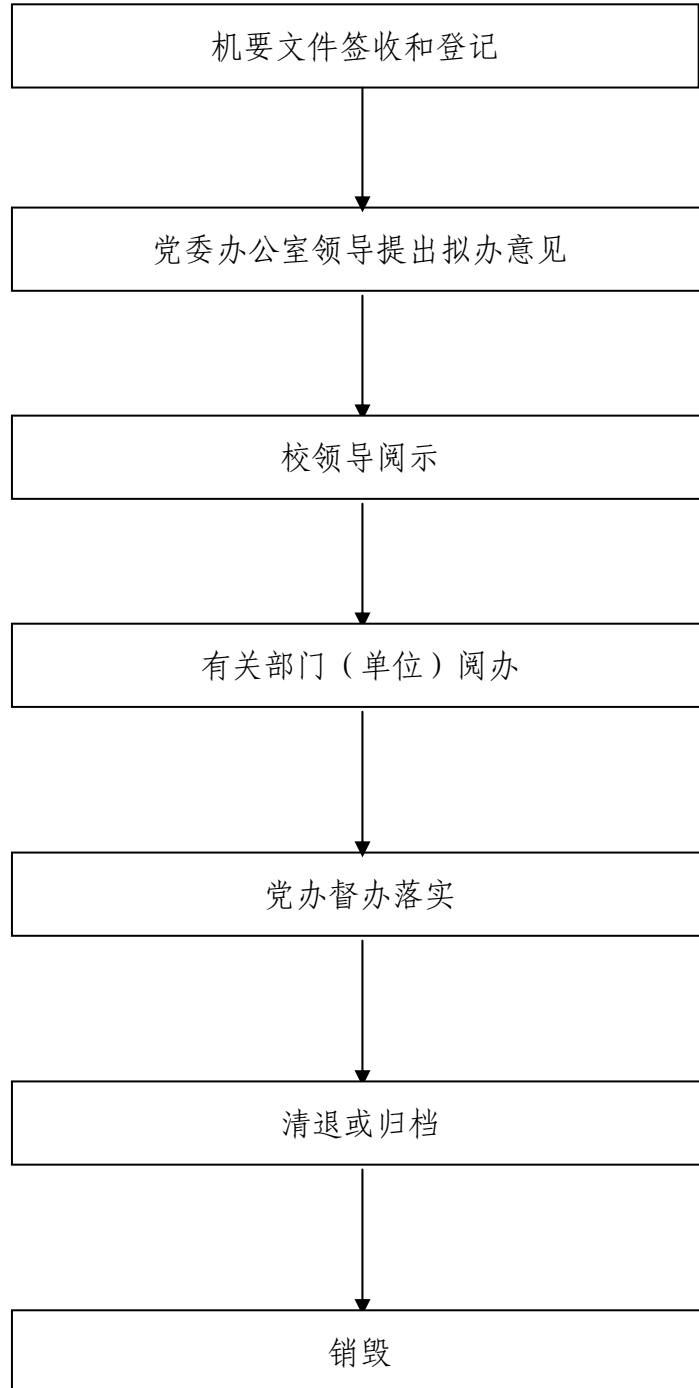 机要文件签收和登记
党委办公室领导提出拟办意见
校领导阅示
有关部门（单位）阅办
党办督办落实
清退或归档
销毁